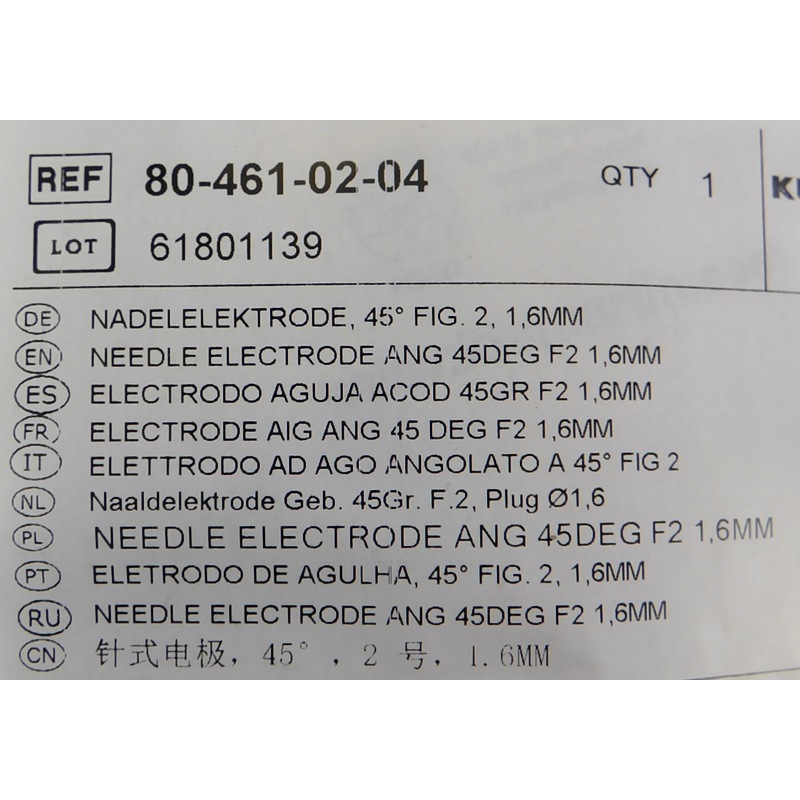 REF 80-461-02-04 QTY 1
LOT 61801139
DE NADELELEKTRODE, 45° FIG. 2, 1,6MM
EN NEEDLE ELECTRODE ANG 45DEG F2 1,6MM
ES ELECTRODO AGUJA ACOD 45GR F2 1,6MM
FR ELECTRODE AIG ANG 45 DEG F2 1,6MM
IT ELETTRODO AD AGO ANGOLATO A 45° FIG 2
NL Naaldelektrode Geb. 45Gr. F.2, Plug Ø1,6
PL NEEDLE ELECTRODE ANG 45DEG F2 1,6MM
PT ELETRODO DE AGULHA, 45° FIG. 2, 1,6MM
RU NEEDLE ELECTRODE ANG 45DEG F2 1,6MM
CN 针式电极, 45° , 2 号, 1.6MM